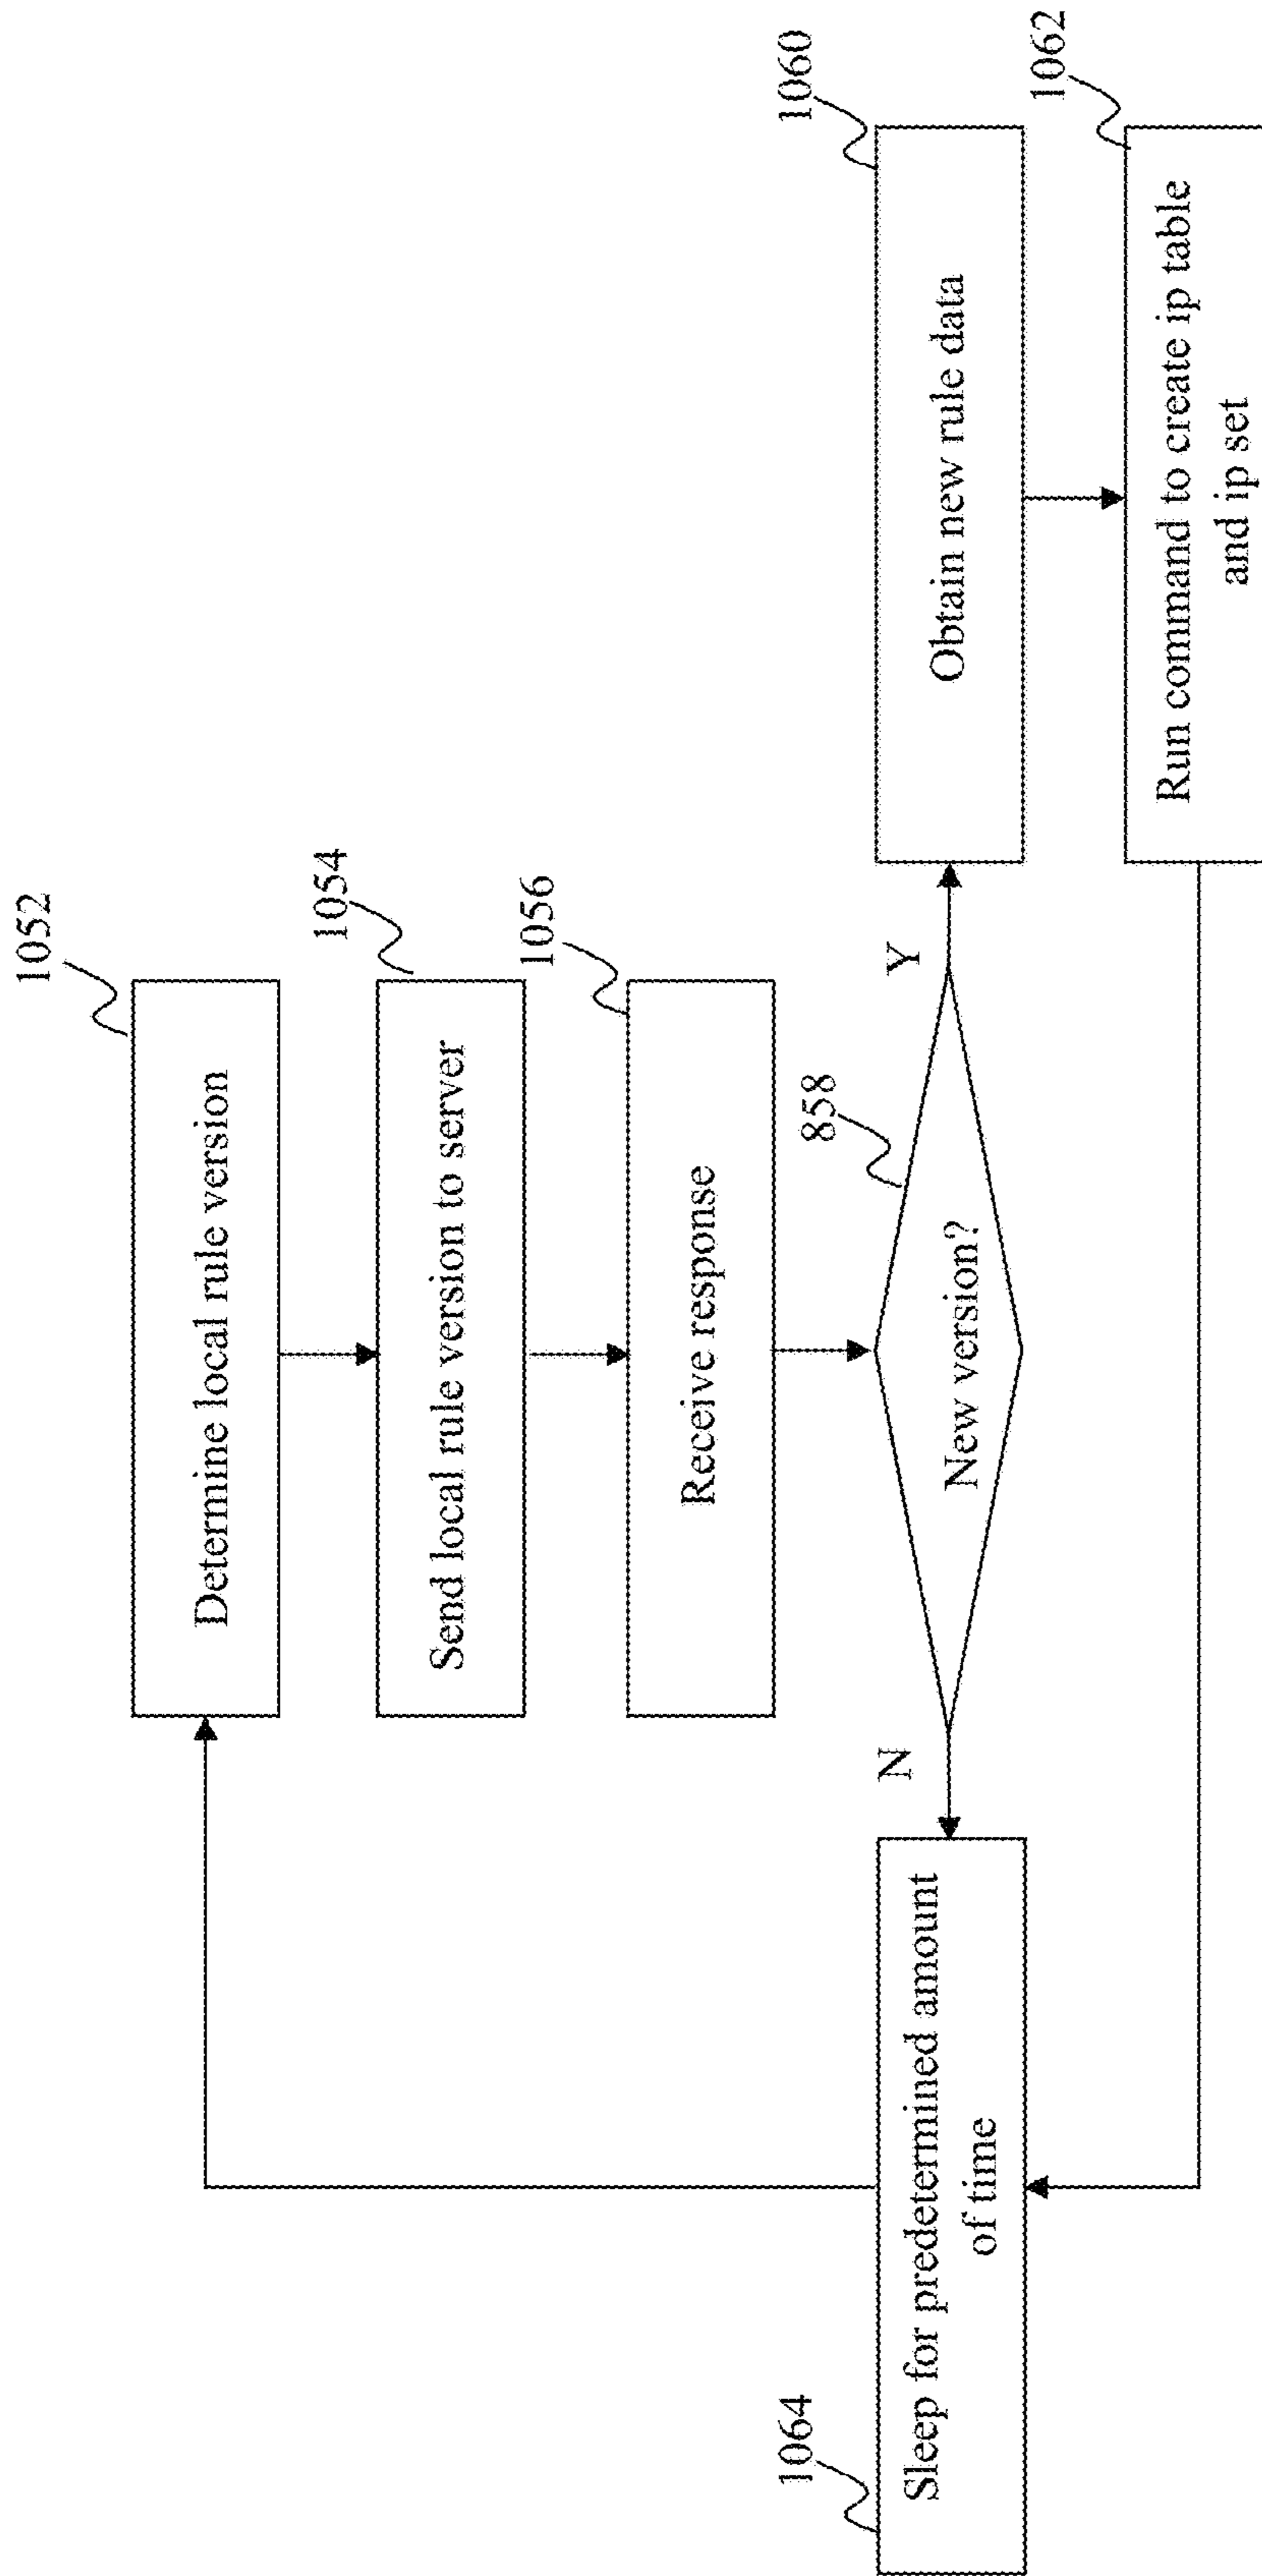 1052
Determine local rule version
1054
Send local rule version to server
1056
Receive response
858
New version?
N
Y
1064
Sleep for predetermined amount
of time
1060
Obtain new rule data
1062
Run command to create ip table
and ip set